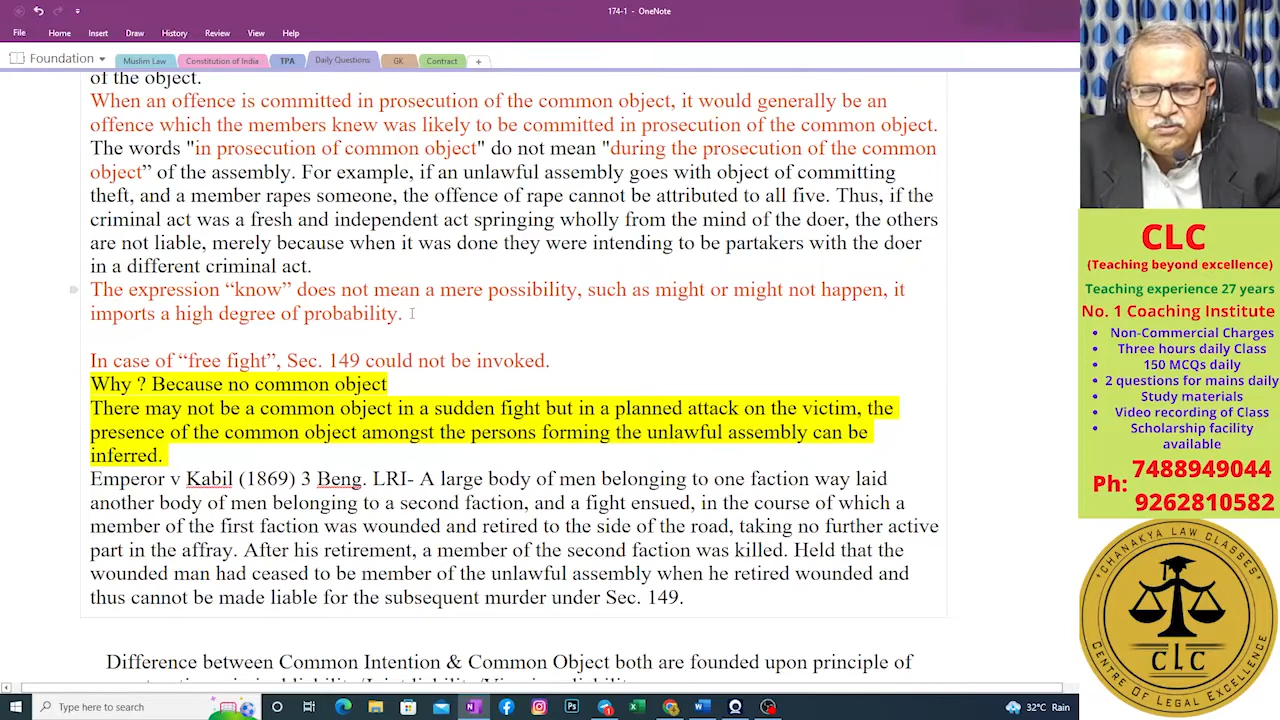 174-1 - OneNote
File Home Insert Draw History Review View Help
Foundation
Muslim Law Constitution of India TPA Daily Questions GK Contract +
of the object.
When an offence is committed in prosecution of the common object, it would generally be an
offence which the members knew was likely to be committed in prosecution of the common object.
The words "in prosecution of common object" do not mean "during the prosecution of the common
object” of the assembly. For example, if an unlawful assembly goes with object of committing
theft, and a member rapes someone, the offence of rape cannot be attributed to all five. Thus, if the
criminal act was a fresh and independent act springing wholly from the mind of the doer, the others
are not liable, merely because when it was done they were intending to be partakers with the doer
in a different criminal act.
The expression “know” does not mean a mere possibility, such as might or might not happen, it
imports a high degree of probability.
In case of “free fight”, Sec. 149 could not be invoked.
Why ? Because no common object
There may not be a common object in a sudden fight but in a planned attack on the victim, the
presence of the common object amongst the persons forming the unlawful assembly can be
inferred.
Emperor v Kabil (1869) 3 Beng. LRI- A large body of men belonging to one faction way laid
another body of men belonging to a second faction, and a fight ensued, in the course of which a
member of the first faction was wounded and retired to the side of the road, taking no further active
part in the affray. After his retirement, a member of the second faction was killed. Held that the
wounded man had ceased to be member of the unlawful assembly when he retired wounded and
thus cannot be made liable for the subsequent murder under Sec. 149.
Difference between Common Intention & Common Object both are founded upon principle of
CLC
(Teaching beyond excellence)
Teaching experience 27 years
No. 1 Coaching Institute
• Non-Commercial Charges
• Three hours daily Class
• 150 MCQs daily
• 2 questions for mains daily
• Study materials
• Video recording of Class
• Scholarship facility
available
Ph: 7488949044
9262810582
CHANAKYA LAW CLASSES
CLC
CENTRE OF LEGAL EXCELLENCE
Type here to search
32°C Rain